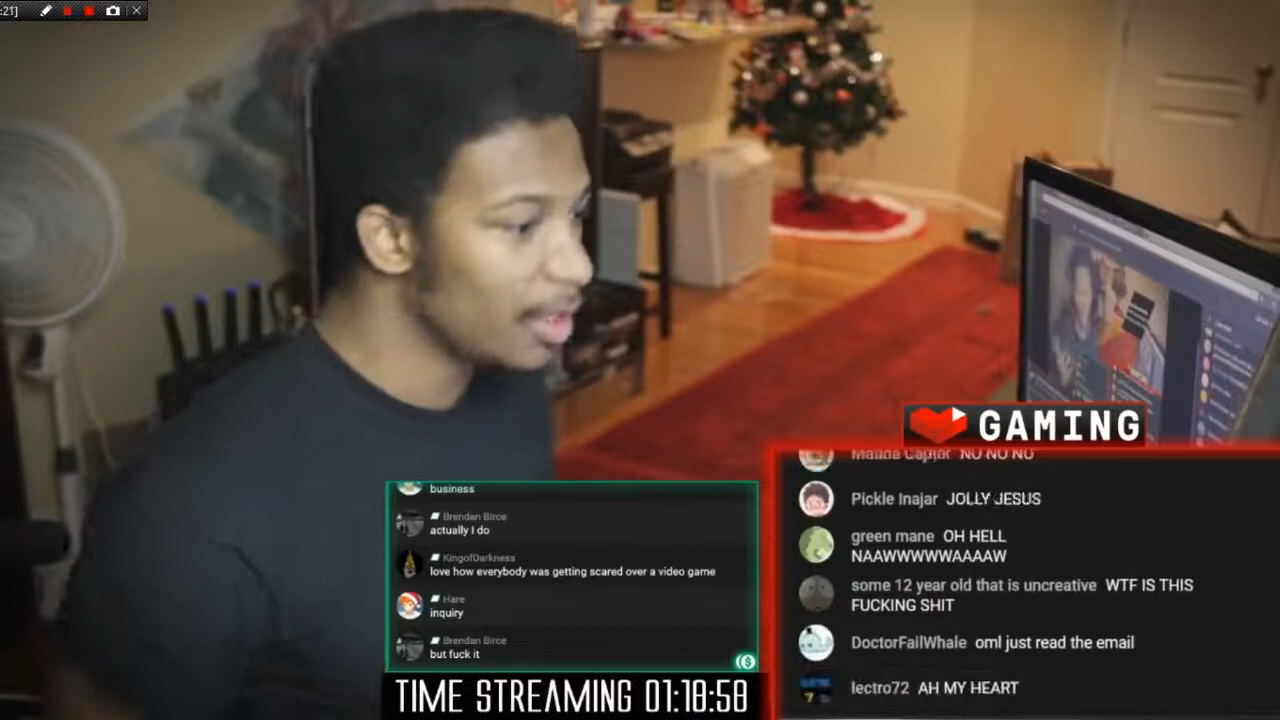 :21]
GAMING
Malida Capjor NO NO NO
Pickle Inajar JOLLY JESUS
green mane OH HELL
NAAWWWWWAAAAW
some 12 year old that is uncreative WTF IS THIS
FUCKING SHIT
DoctorFailWhale oml just read the email
lectro72 AH MY HEART
business
Brendan Birce
actually I do
KingofDarkness
love how everybody was getting scared over a video game
Hare
inquiry
Brendan Birce
but fuck it
TIME STREAMING 01:18:58